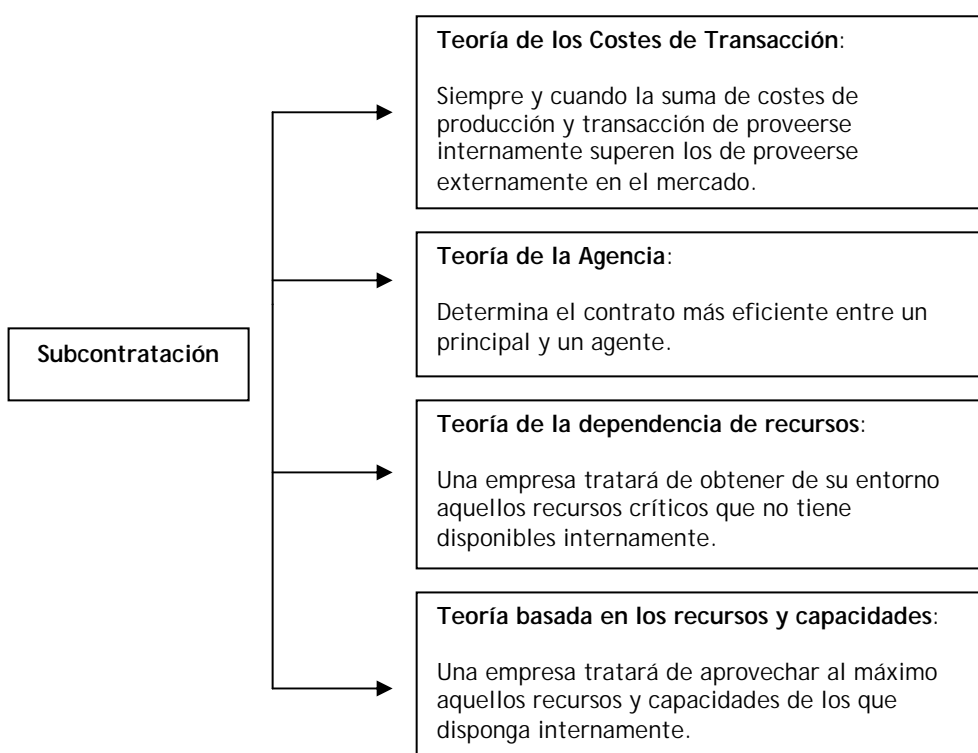 Teoría de los Costes de Transacción:
Siempre y cuando la suma de costes de
producción y transacción de proveerse
internamente superen los de proveerse
externamente en el mercado.
Teoría de la Agencia:
Determina el contrato más eficiente entre un
principal y un agente.
Subcontratación
Teoría de la dependencia de recursos:
Una empresa tratará de obtener de su entorno
aquellos recursos críticos que no tiene
disponibles internamente.
Teoría basada en los recursos y capacidades:
Una empresa tratará de aprovechar al máximo
aquellos recursos y capacidades de los que
disponga internamente.